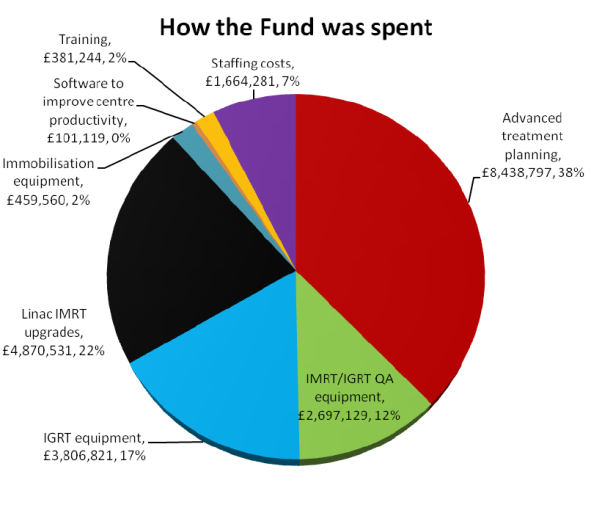 How the Fund was spent
Training,
£381,244, 2%
Staffing costs,
£1,664,281, 7%
Software to
improve centre
productivity,
£101,119, 0%
Advanced
treatment
planning,
£8,438,797, 38%
Immobilisation
equipment,
£459,560, 2%
Linac IMRT
upgrades,
£4,870,531, 22%
IMRT/IGRT QA
equipment,
£2,697,129, 12%
IGRT equipment,
£3,806,821, 17%